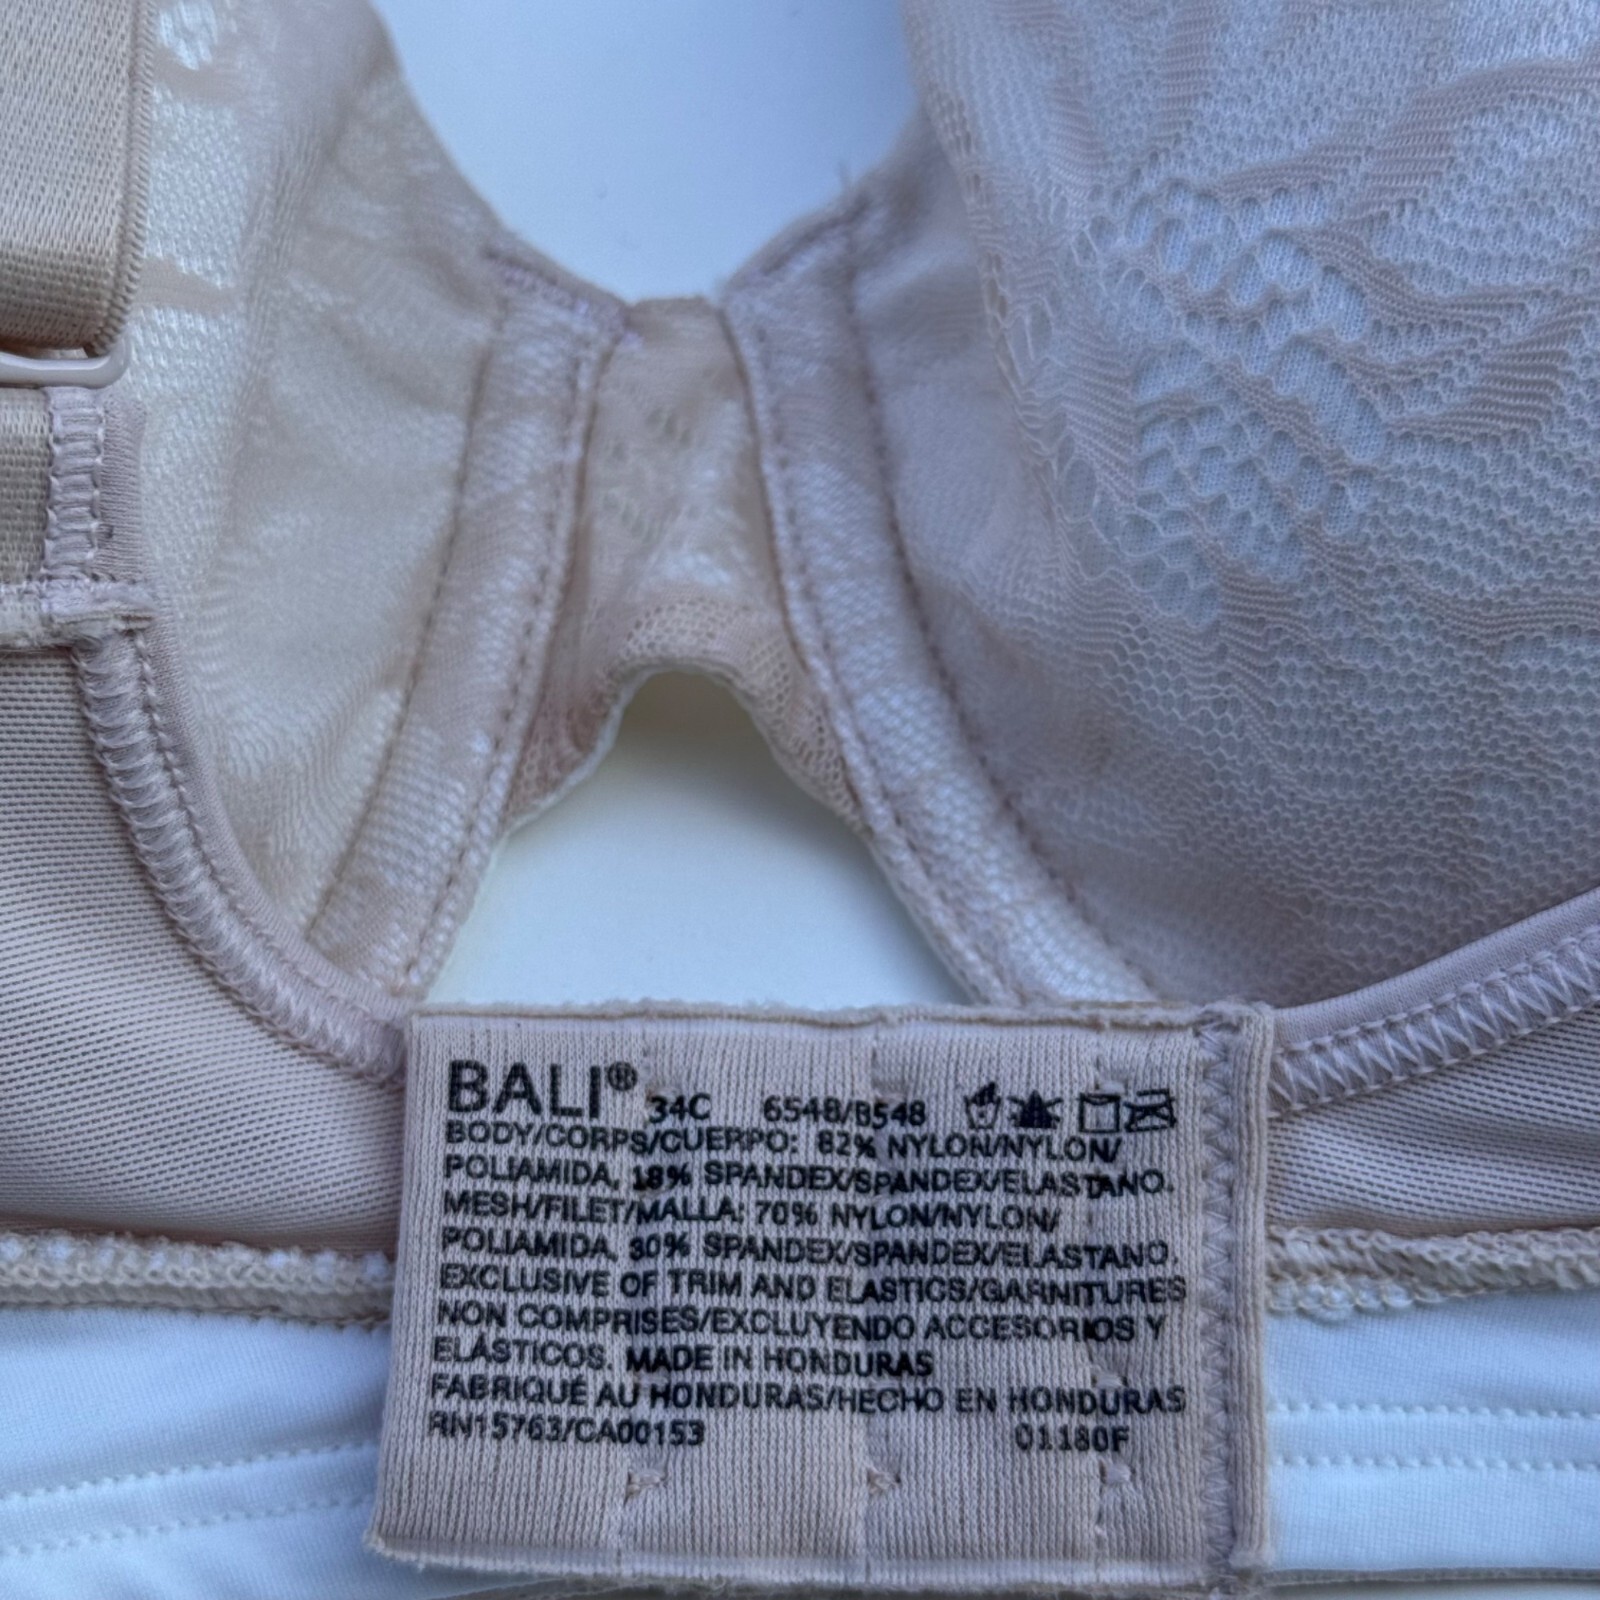 BALI® 34C 6548/B548
BODY/CORPS/CUERPO: 82% NYLON/NYLON/
POLIAMIDA, 18% SPANDEX/SPANDEX/ELASTANO.
MESH/FILET/MALLA: 70% NYLON/NYLON/
POLIAMIDA, 30% SPANDEX/SPANDEX/ELASTANO.
EXCLUSIVE OF TRIM AND ELASTICS/GARNITURES
NON COMPRISES/EXCLUYENDO ACCESORIOS Y
ELÁSTICOS. MADE IN HONDURAS
FABRIQUÉ AU HONDURAS/HECHO EN HONDURAS
RN15763/CA00153 01180F